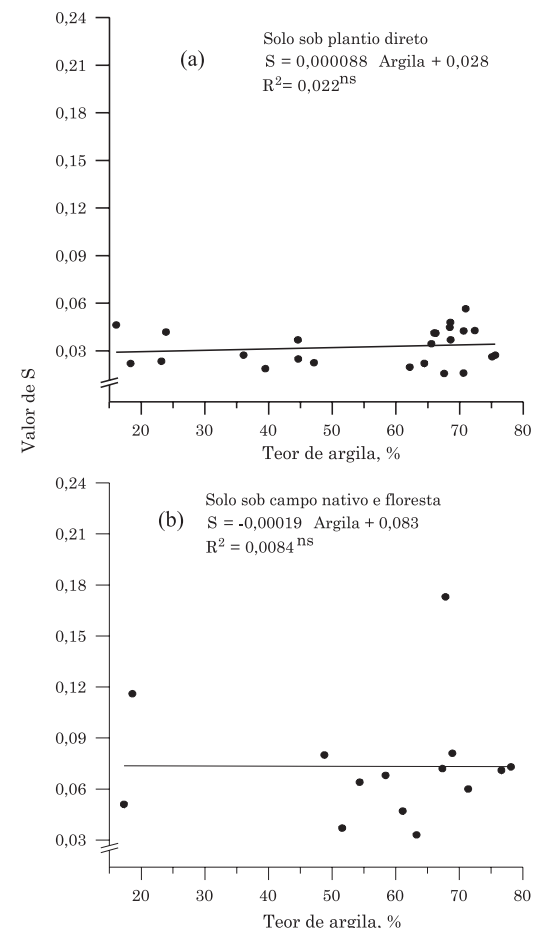 0,24
0,21
0,18
0,15
0,12
0,09
0,06
0,03
Valor de S
(a)
Solo sob plantio direto
S = 0,000088 Argila + 0,028
R²= 0,022ns
20 30 40 50 60 70 80
Teor de argila, %
0,24
0,21
0,18
0,15
0,12
0,09
0,06
0,03
(b)
Solo sob campo nativo e floresta
S = -0,00019 Argila + 0,083
R² = 0,0084ns
20 30 40 50 60 70 80
Teor de argila, %